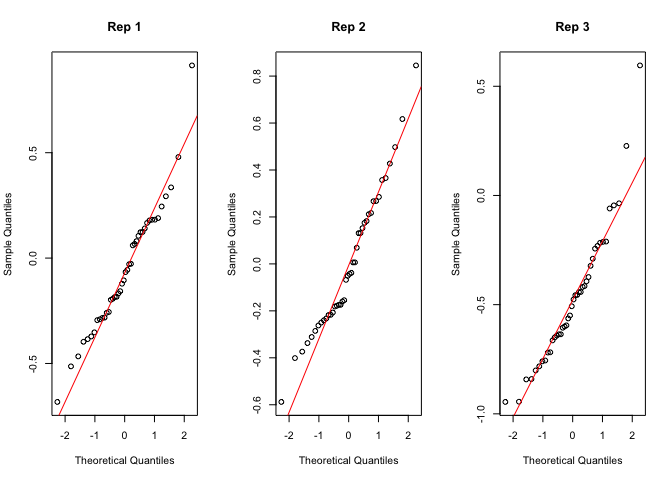 Rep 1
Sample Quantiles
0.5
0.0
-0.5
-2 -1 0 1 2
Theoretical Quantiles
Rep 2
Sample Quantiles
0.8
0.6
0.4
0.2
0.0
-0.2
-0.4
-0.6
-2 -1 0 1 2
Theoretical Quantiles
Rep 3
Sample Quantiles
0.5
0.0
-0.5
-1.0
-2 -1 0 1 2
Theoretical Quantiles